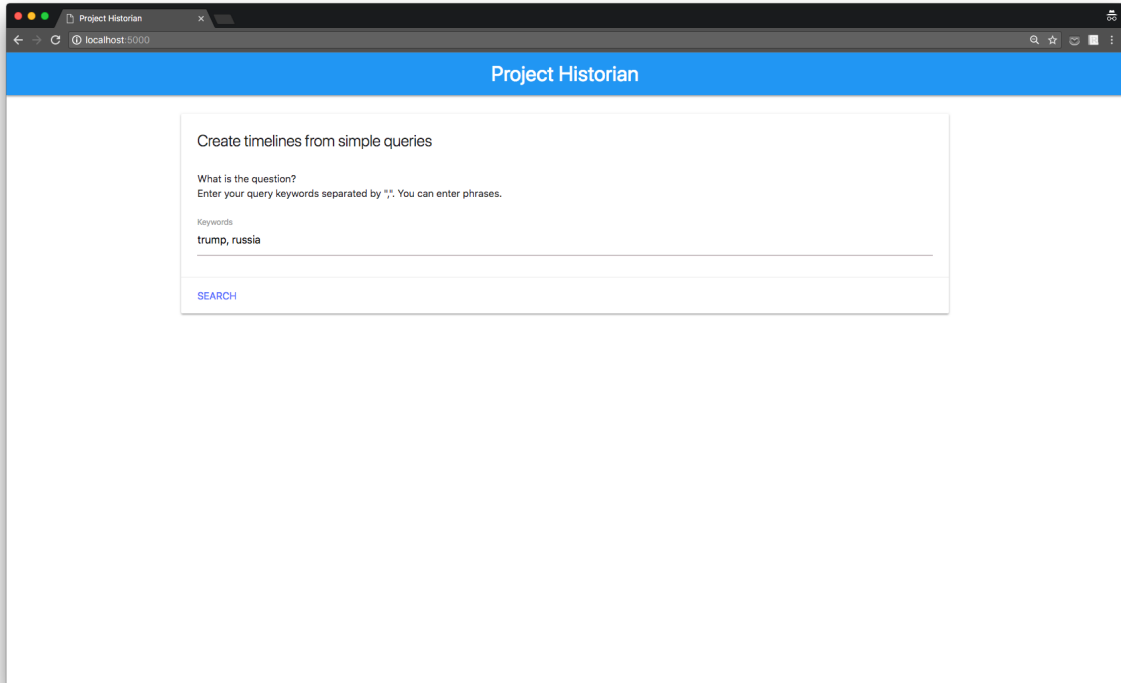 Project Historian
localhost:5000
Project Historian
Create timelines from simple queries
What is the question?
Enter your query keywords separated by ",". You can enter phrases.
Keywords
trump, russia
SEARCH